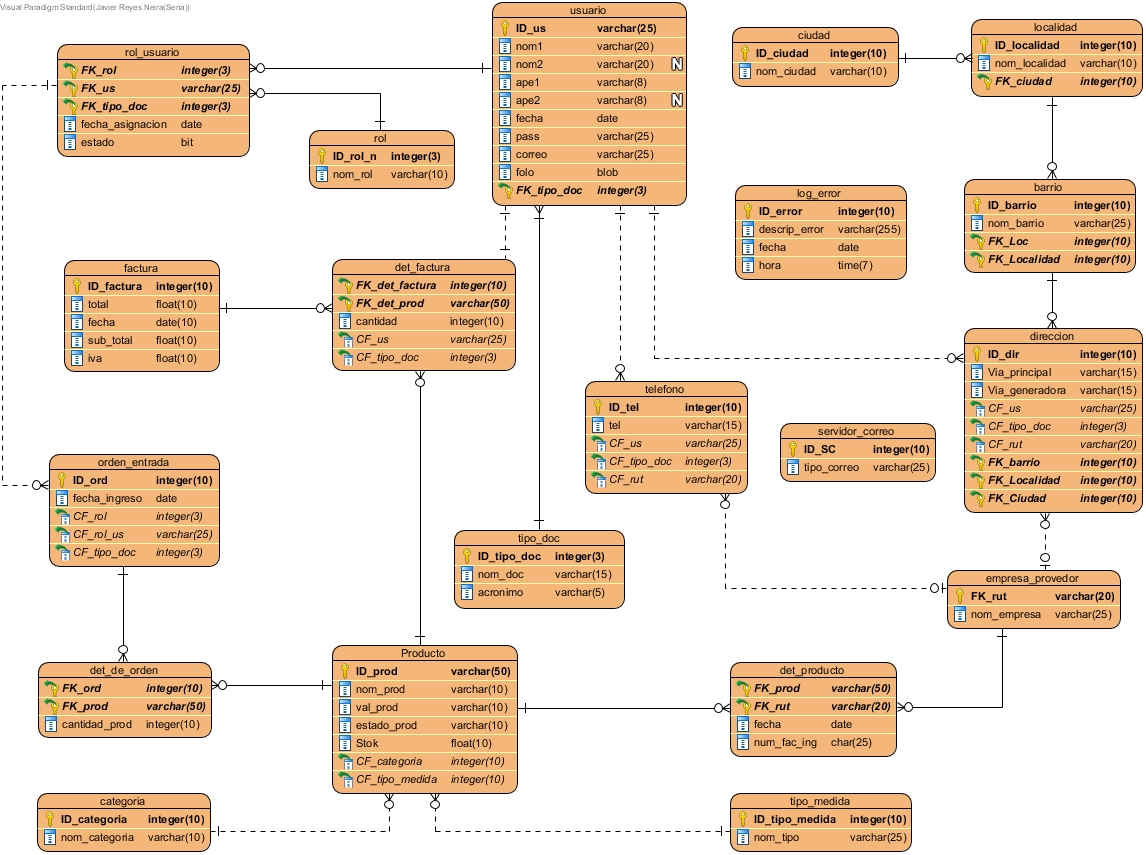 Visual Paradigm Standard(Javier Reyes Neira(Sena))
usuario
ID_us varchar(25)
nom1 varchar(20)
nom2 varchar(20) N
ape1 varchar(8)
ape2 varchar(8) N
fecha date
pass varchar(25)
correo varchar(25)
folo blob
FK_tipo_doc integer(3)
rol_usuario
FK_rol integer(3)
FK_us varchar(25)
FK_tipo_doc integer(3)
fecha_asignacion date
estado bit
rol
ID_rol_n integer(3)
nom_rol varchar(10)
ciudad
ID_ciudad integer(10)
nom_ciudad varchar(10)
localidad
ID_localidad integer(10)
nom_localidad varchar(10)
FK_ciudad integer(10)
log_error
ID_error integer(10)
descrip_error varchar(255)
fecha date
hora time(7)
barrio
ID_barrio integer(10)
nom_barrio varchar(25)
FK_Loc integer(10)
FK_Localidad integer(10)
factura
ID_factura integer(10)
total float(10)
fecha date(10)
sub_total float(10)
iva float(10)
det_factura
FK_det_factura integer(10)
FK_det_prod varchar(50)
cantidad integer(10)
CF_us varchar(25)
CF_tipo_doc integer(3)
direccion
ID_dir integer(10)
Via_principal varchar(15)
Via_generadora varchar(15)
CF_us varchar(25)
CF_tipo_doc integer(3)
CF_rut varchar(20)
FK_barrio integer(10)
FK_Localidad integer(10)
FK_Ciudad integer(10)
telefono
ID_tel integer(10)
tel varchar(15)
CF_us varchar(25)
CF_tipo_doc integer(3)
CF_rut varchar(20)
servidor_correo
ID_SC integer(10)
tipo_correo varchar(25)
orden_entrada
ID_ord integer(10)
fecha_ingreso date
CF_rol integer(3)
CF_rol_us varchar(25)
CF_tipo_doc integer(3)
tipo_doc
ID_tipo_doc integer(3)
nom_doc varchar(15)
acronimo varchar(5)
empresa_provedor
FK_rut varchar(20)
nom_empresa varchar(25)
det_de_orden
FK_ord integer(10)
FK_prod varchar(50)
cantidad_prod integer(10)
Producto
ID_prod varchar(50)
nom_prod varchar(10)
val_prod varchar(10)
estado_prod varchar(10)
Stok float(10)
CF_categoria integer(10)
CF_tipo_medida integer(10)
det_producto
FK_prod varchar(50)
FK_rut varchar(20)
fecha date
num_fac_ing char(25)
categoria
ID_categoria integer(10)
nom_categoria varchar(10)
tipo_medida
ID_tipo_medida integer(10)
nom_tipo varchar(25)